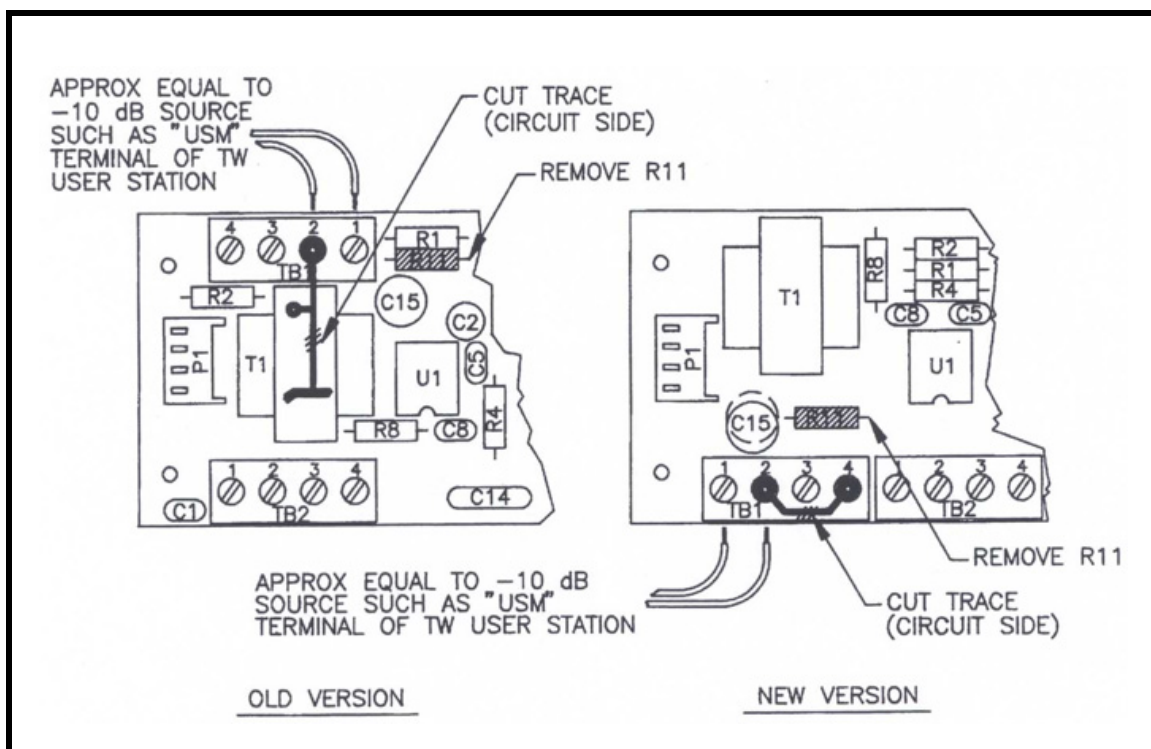 APPROX EQUAL TO
-10 dB SOURCE
SUCH AS "USM"
TERMINAL OF TW
USER STATION
CUT TRACE
(CIRCUIT SIDE)
REMOVE R11
4 3 2 1
TB1
R1
R11
R2
C15
C2
P1
T1
U1
C5
R4
R8
C8
1 2 3 4
TB2
C1
C14
OLD VERSION
T1
R8
R2
R1
R4
C8
C5
P1
U1
C15
R11
1 2 3 4
TB1
1 2 3 4
TB2
REMOVE R11
CUT TRACE
(CIRCUIT SIDE)
APPROX EQUAL TO -10 dB
SOURCE SUCH AS "USM"
TERMINAL OF TW USER STATION
NEW VERSION